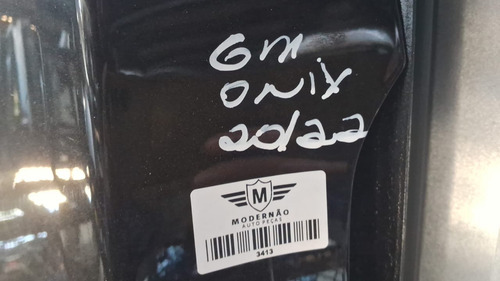 GM
ONIX
20/22
M
MODERNÃO
AUTO PEÇAS
3413